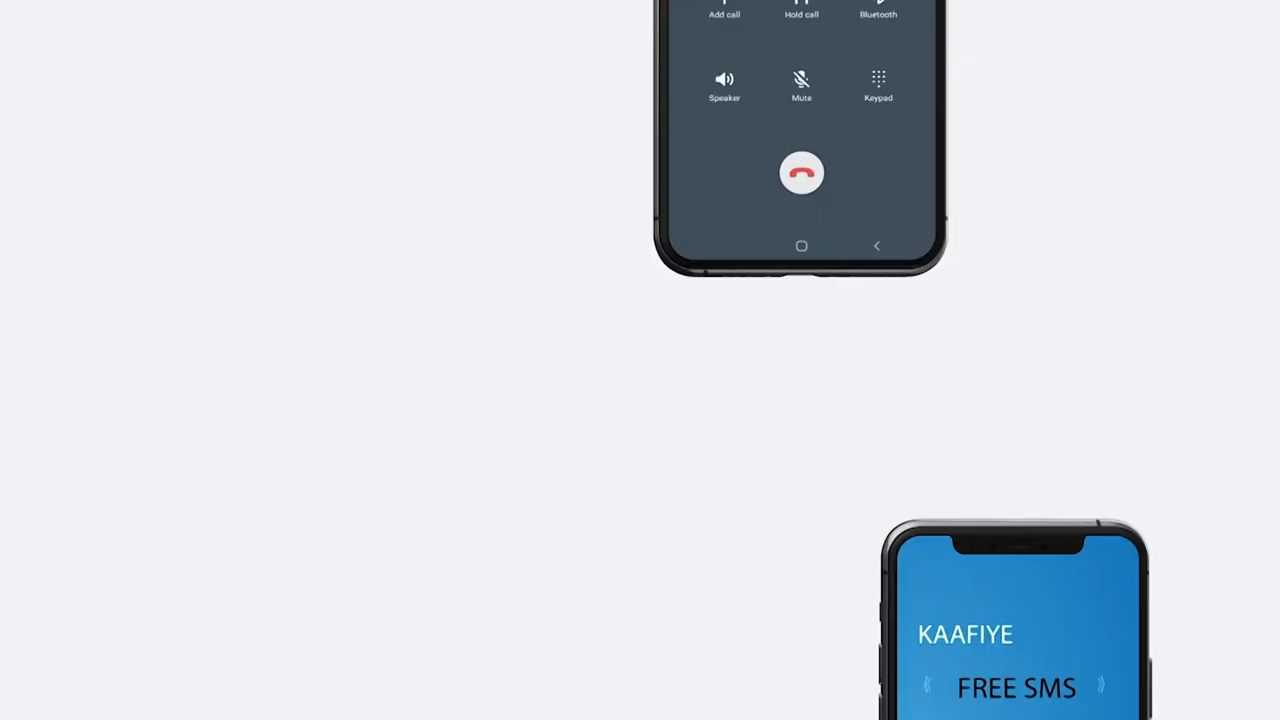 Add call Hold call Bluetooth
Speaker Mute Keypad
KAAFIYE
FREE SMS